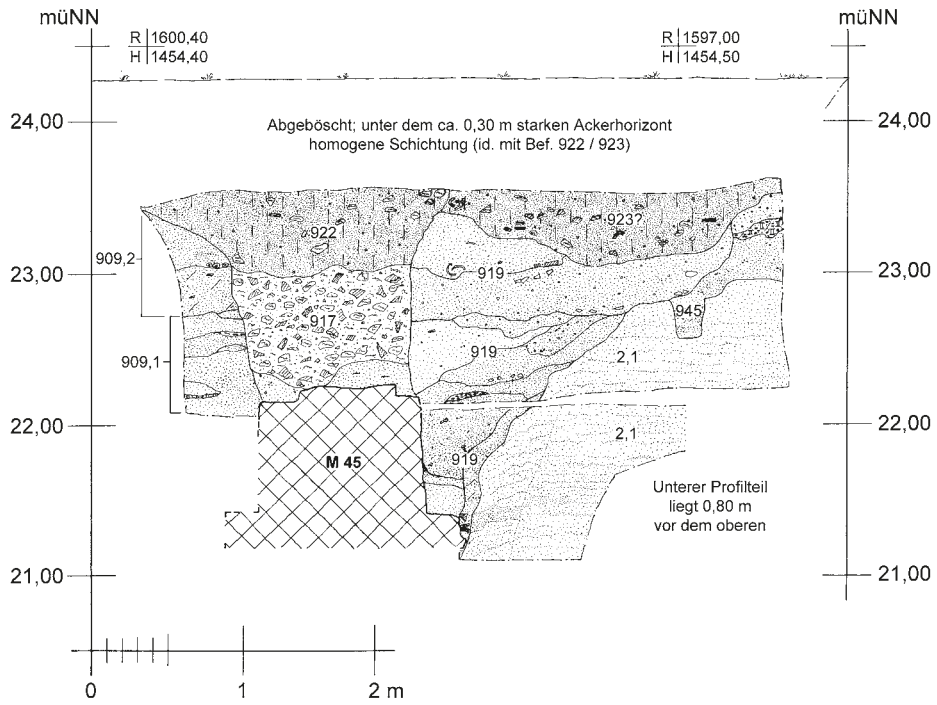 müNN
müNN
R 1600,40
H 1454,40
R 1597,00
H 1454,50
24,00
24,00
Abgeböscht; unter dem ca. 0,30 m starken Ackerhorizont
homogene Schichtung (id. mit Bef. 922 / 923)
922
923?
909,2
919
23,00
23,00
917
945
919
2,1
909,1
22,00
22,00
M 45
919
2,1
Unterer Profilteil
liegt 0,80 m
vor dem oberen
21,00
21,00
0
1
2 m